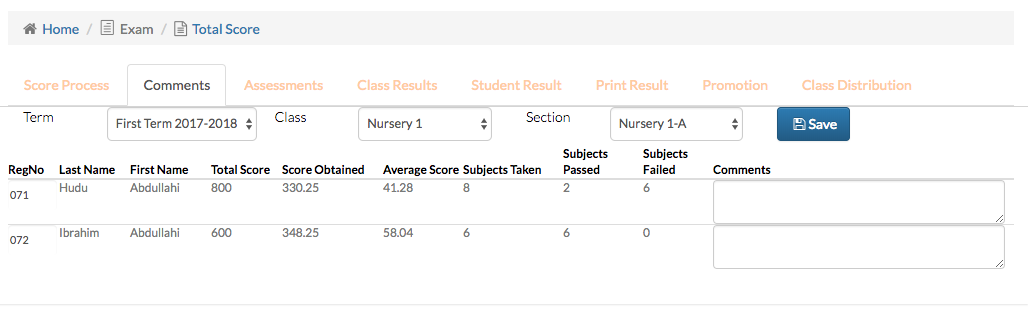 Home / Exam / Total Score
Score Process Comments Assessments Class Results Student Result Print Result Promotion Class Distribution
Term First Term 2017-2018 Class Nursery 1 Section Nursery 1-A Save
RegNo Last Name First Name Total Score Score Obtained Average Score Subjects Taken Subjects Passed Subjects Failed Comments
071 Hudu Abdullahi 800 330.25 41.28 8 2 6
072 Ibrahim Abdullahi 600 348.25 58.04 6 6 0